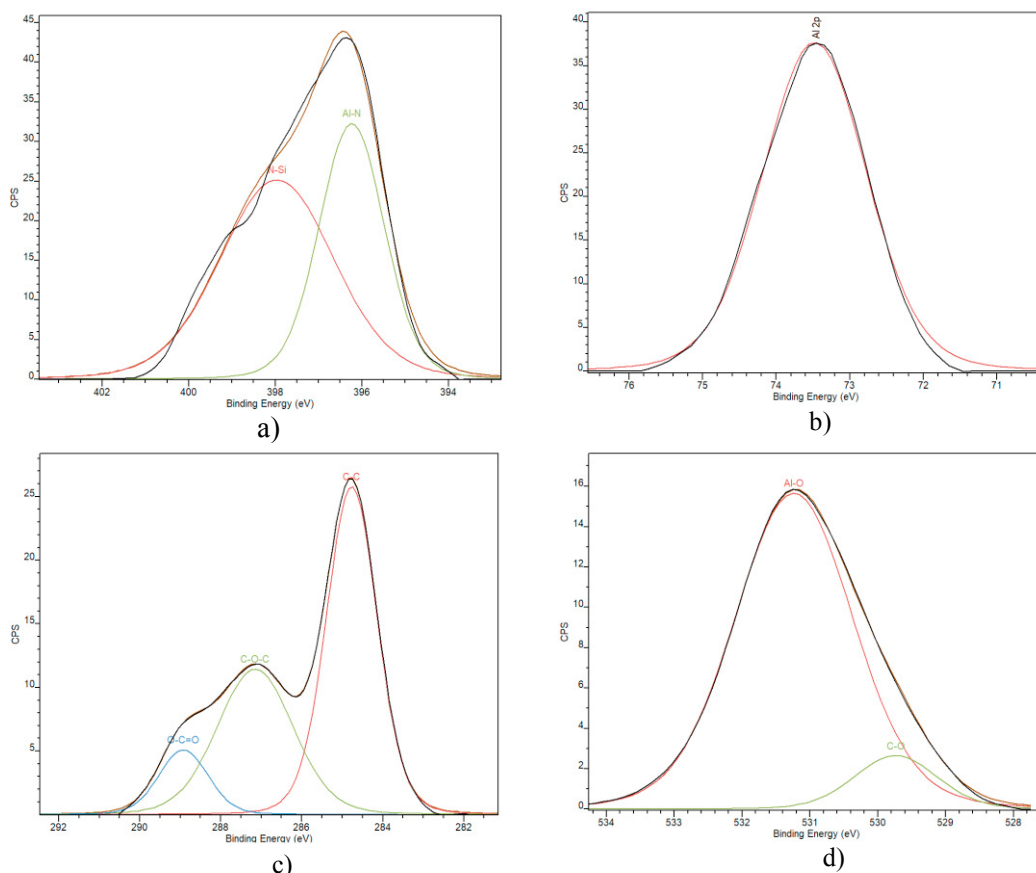 45
40
35
30
25
20
15
10
5
0
CPS
Al-N
N-Si
402 400 398 396 394
Binding Energy (eV)
a)
40
35
30
25
20
15
10
5
0
CPS
Al 2p
76 75 74 73 72 71
Binding Energy (eV)
b)
25
20
15
10
5
CPS
C-C
C-O-C
O-C=O
292 290 288 286 284 282
Binding Energy (eV)
c)
16
14
12
10
8
6
4
2
0
CPS
Al-O
C-O
534 533 532 531 530 529 528
Binding Energy (eV)
d)